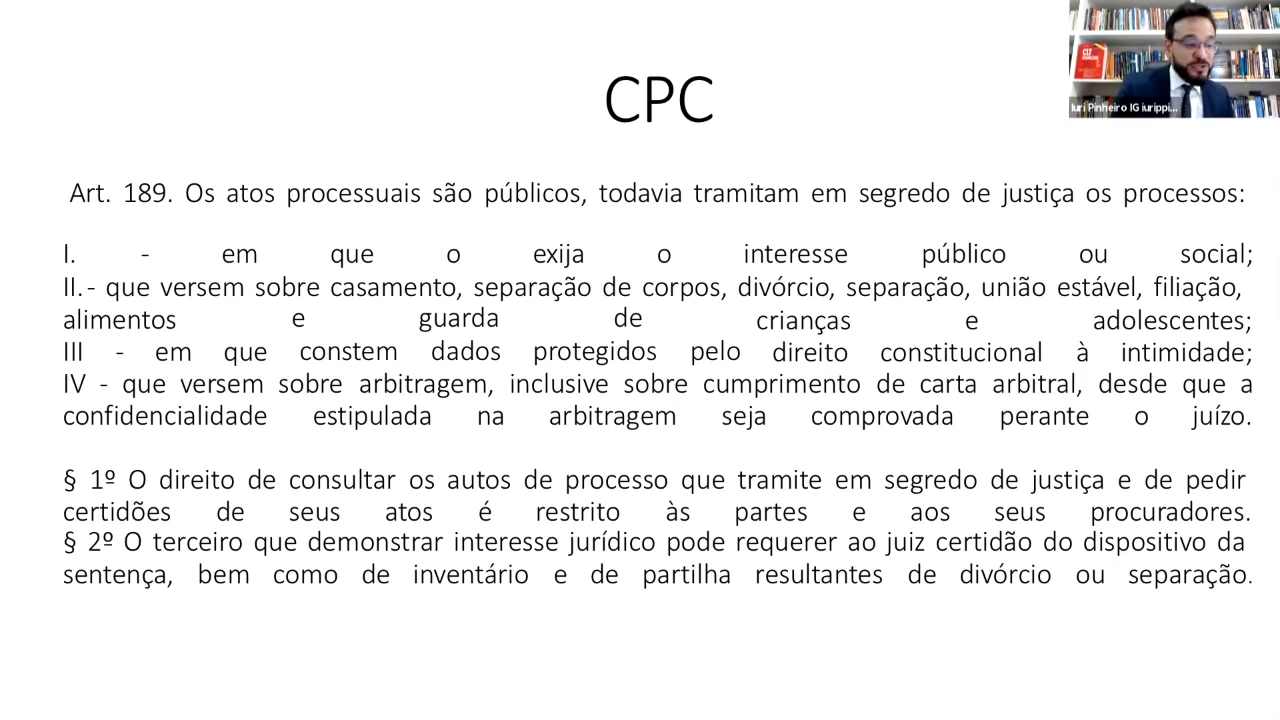 CPC
CLT
Iuri Pinheiro IG iurippi...
Art. 189. Os atos processuais são públicos, todavia tramitam em segredo de justiça os processos:
I. - em que o exija o interesse público ou social;
II. - que versem sobre casamento, separação de corpos, divórcio, separação, união estável, filiação,
alimentos e guarda de crianças e adolescentes;
III - em que constem dados protegidos pelo direito constitucional à intimidade;
IV - que versem sobre arbitragem, inclusive sobre cumprimento de carta arbitral, desde que a
confidencialidade estipulada na arbitragem seja comprovada perante o juízo.
§ 1º O direito de consultar os autos de processo que tramite em segredo de justiça e de pedir
certidões de seus atos é restrito às partes e aos seus procuradores.
§ 2º O terceiro que demonstrar interesse jurídico pode requerer ao juiz certidão do dispositivo da
sentença, bem como de inventário e de partilha resultantes de divórcio ou separação.